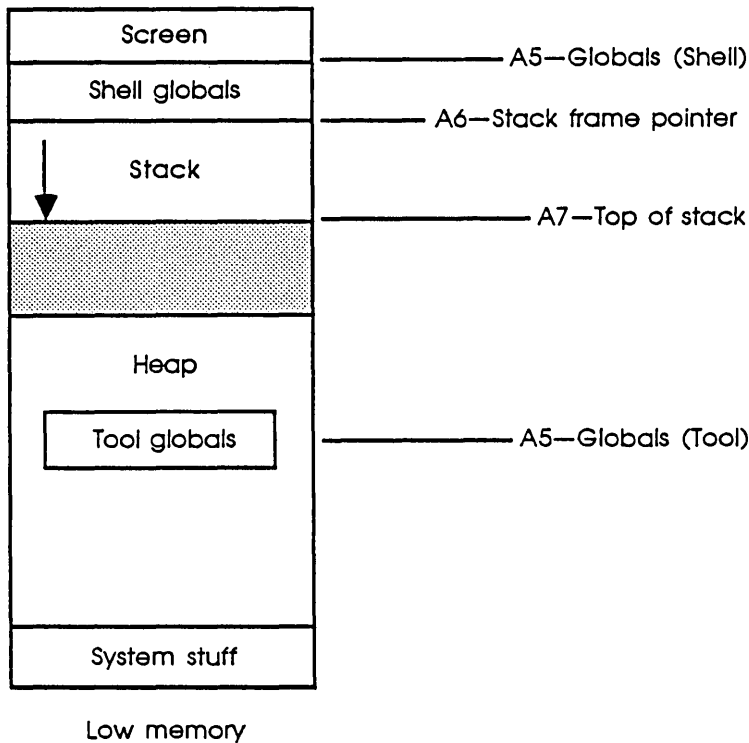 Screen
A5—Globals (Shell)
Shell globals
A6—Stack frame pointer
Stack
A7—Top of stack
Heap
Tool globals
A5—Globals (Tool)
System stuff
Low memory